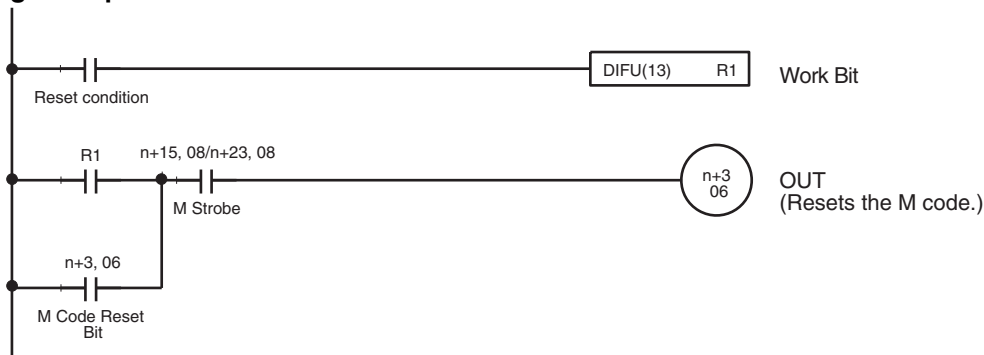 DIFU(13) R1
Work Bit
Reset condition
R1
n+15, 08/n+23, 08
M Strobe
n+3
06
OUT
(Resets the M code.)
n+3, 06
M Code Reset
Bit